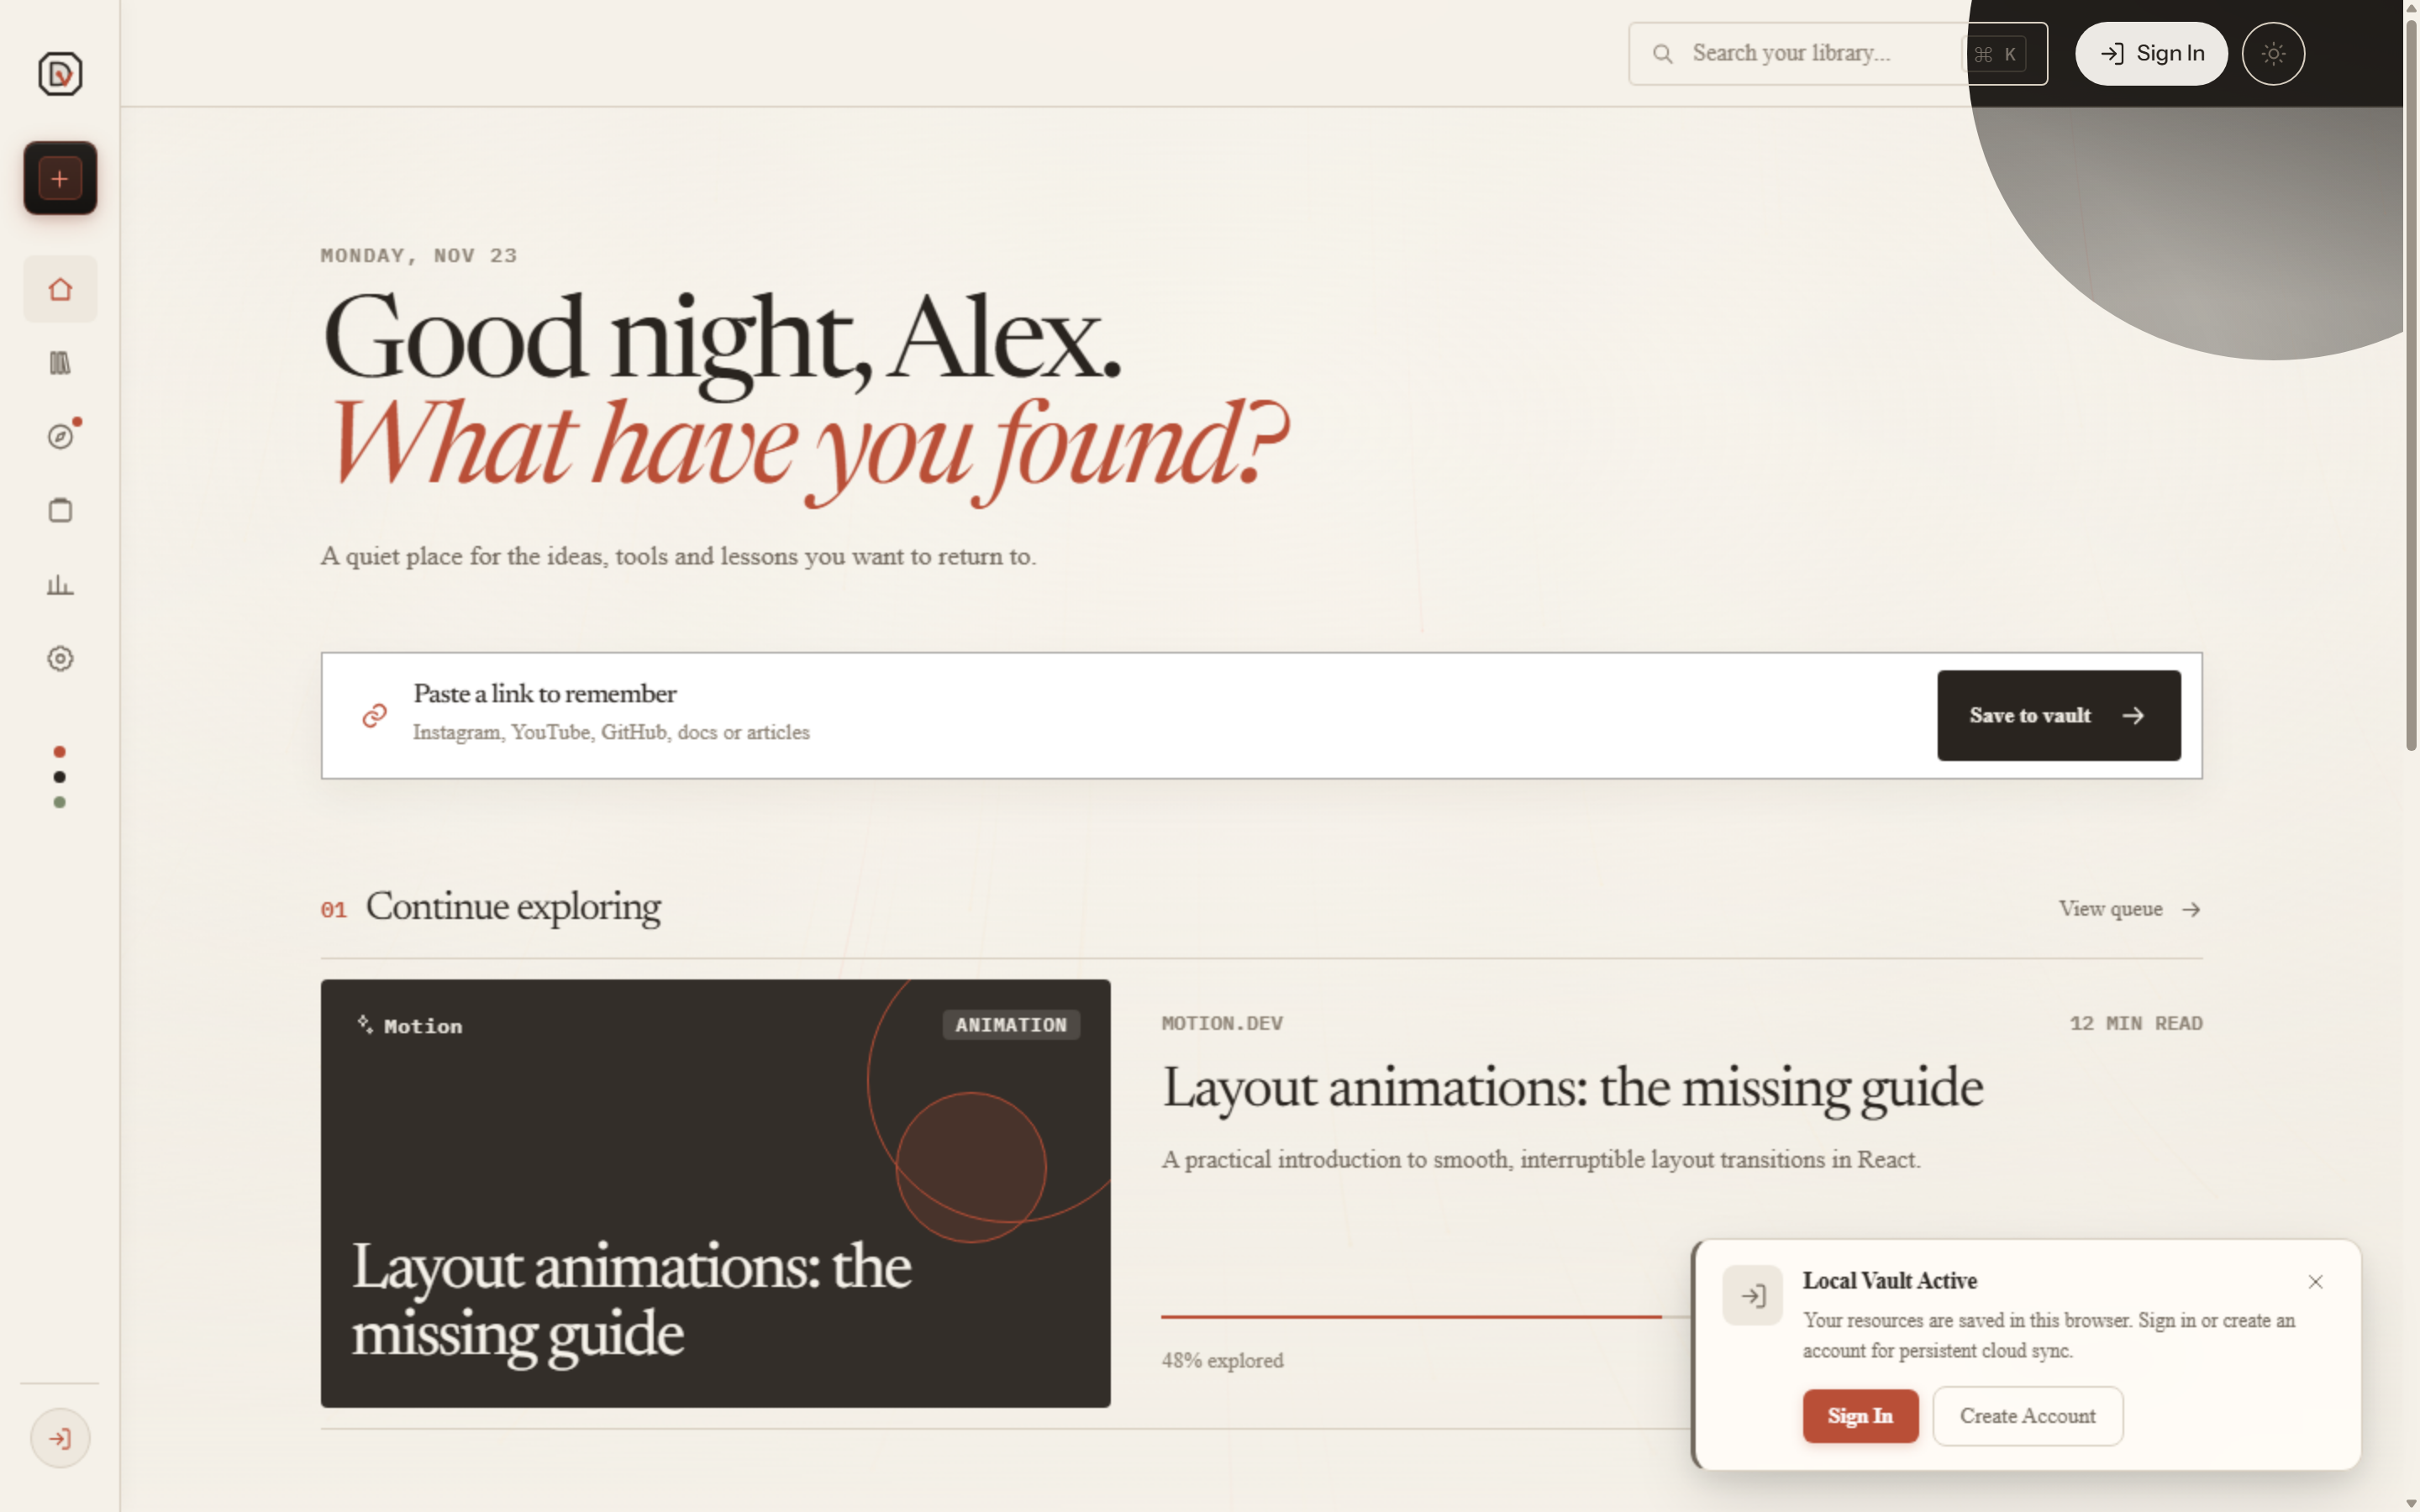 Search your library...
⌘ K
Sign In
MONDAY, NOV 23
Good night, Alex.
What have you found?
A quiet place for the ideas, tools and lessons you want to return to.
Paste a link to remember
Instagram, YouTube, GitHub, docs or articles
Save to vault
01 Continue exploring
View queue
Motion
ANIMATION
Layout animations: the
missing guide
MOTION.DEV
12 MIN READ
Layout animations: the missing guide
A practical introduction to smooth, interruptible layout transitions in React.
48% explored
Local Vault Active
Your resources are saved in this browser. Sign in or create an
account for persistent cloud sync.
Sign In
Create Account